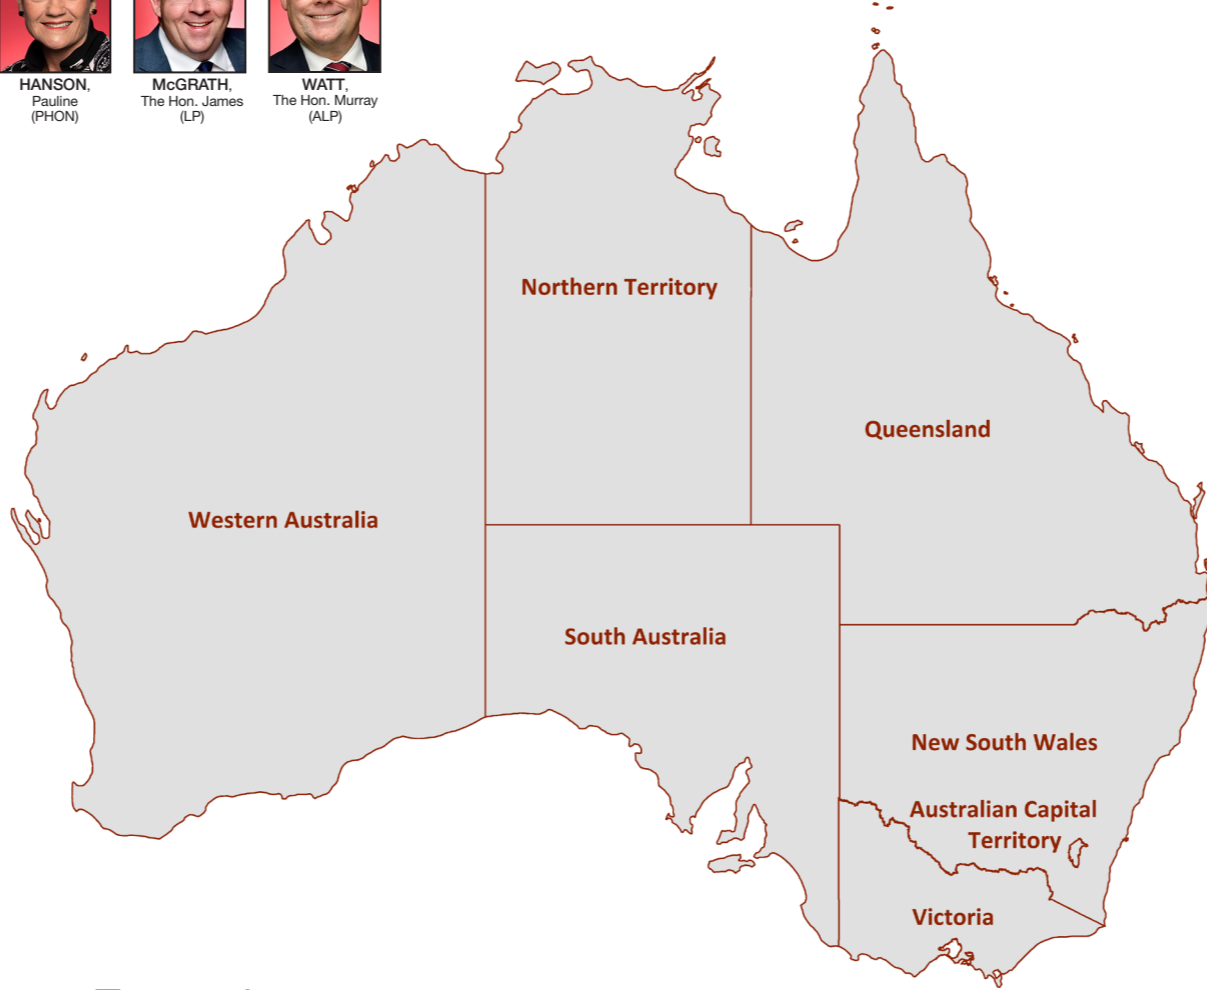 HANSON,
Pauline
(PHON)
McGRATH,
The Hon. James
(LP)
WATT,
The Hon. Murray
(ALP)
Northern Territory
Queensland
Western Australia
South Australia
New South Wales
Australian Capital
Territory
Victoria